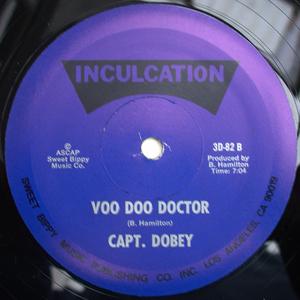 INCULCATION
© ASCAP
Sweet Bippy
Music Co.
3D-82 B
Produced by
B. Hamilton
Time: 7:04
VOO DOO DOCTOR
(B. Hamilton)
CAPT. DOBEY
SWEET BIPPY MUSIC PUBLISHING CO. INC. LOS ANGELES, CA 90019